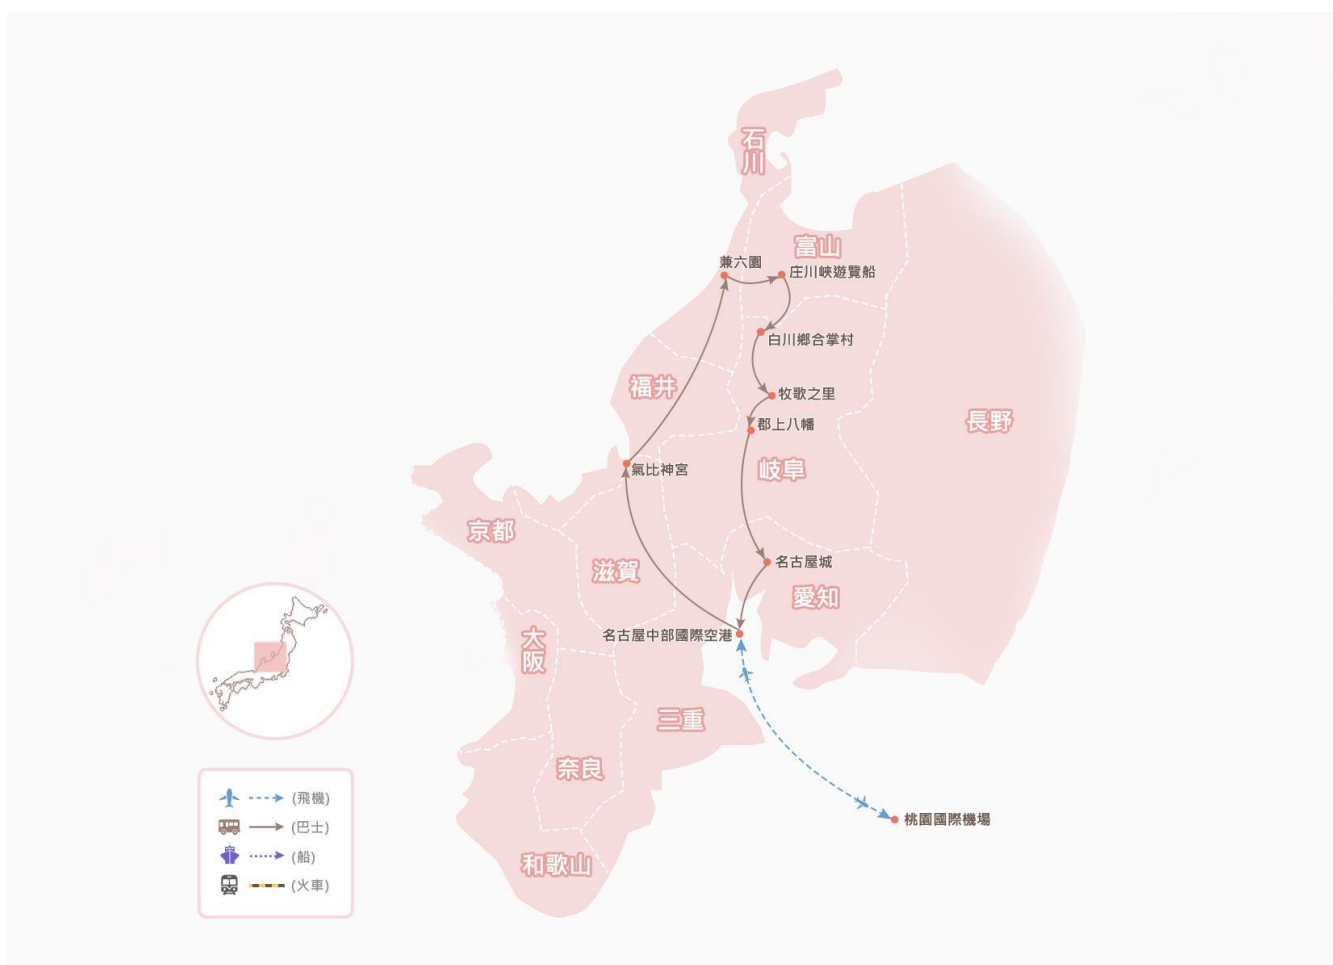 石川
富山
兼六園
庄川峽遊覽船
白川鄉合掌村
福井
牧歌之里
長野
郡上八幡
氣比神宮
岐阜
京都
滋賀
名古屋城
愛知
大阪
名古屋中部國際空港
三重
奈良
桃園國際機場
和歌山
(飛機)
(巴士)
(船)
(火車)